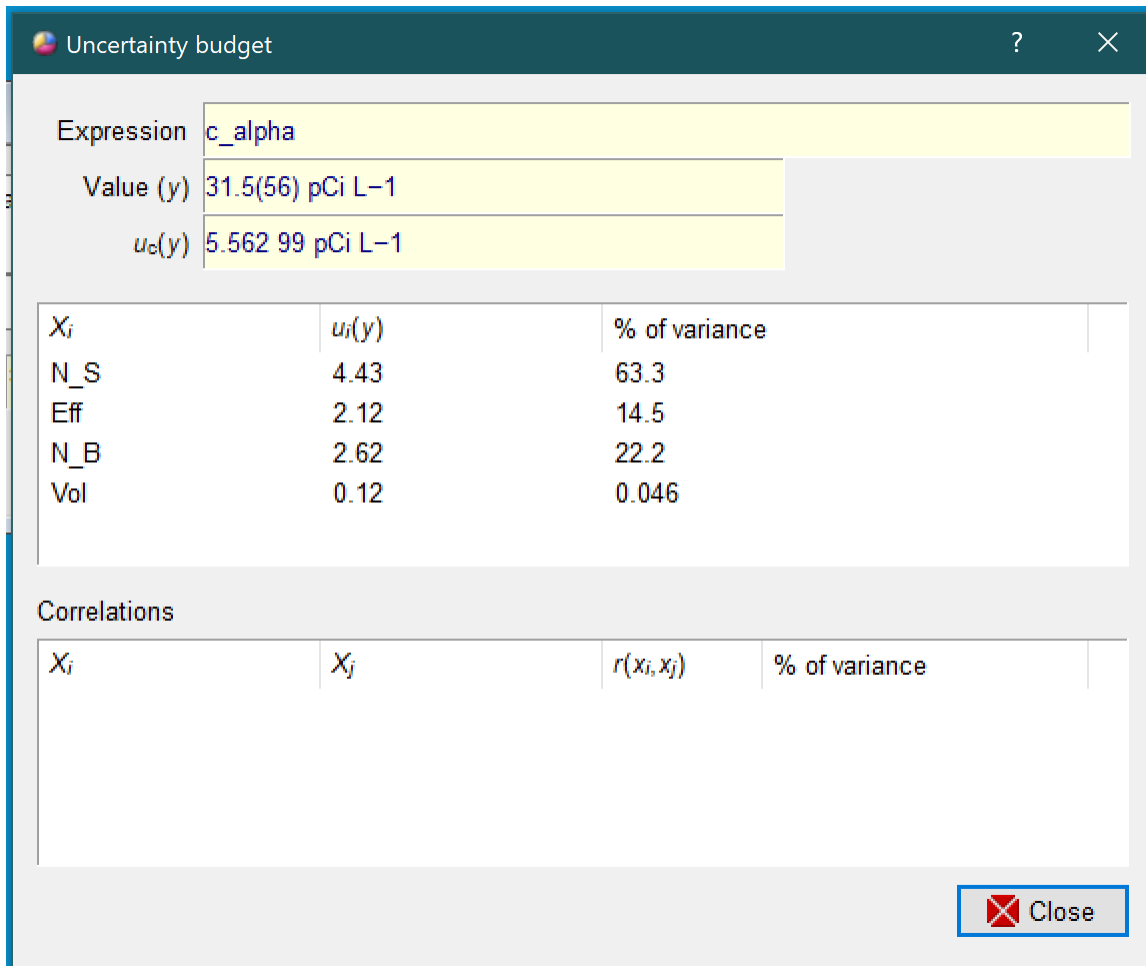 Uncertainty budget ? ×
Expression c_alpha
Value (y) 31.5(56) pCi L−1
uc(y) 5.562 99 pCi L−1
Xi ui(y) % of variance
N_S 4.43 63.3
Eff 2.12 14.5
N_B 2.62 22.2
Vol 0.12 0.046
Correlations
Xi Xj r(xi,xj) % of variance
Close